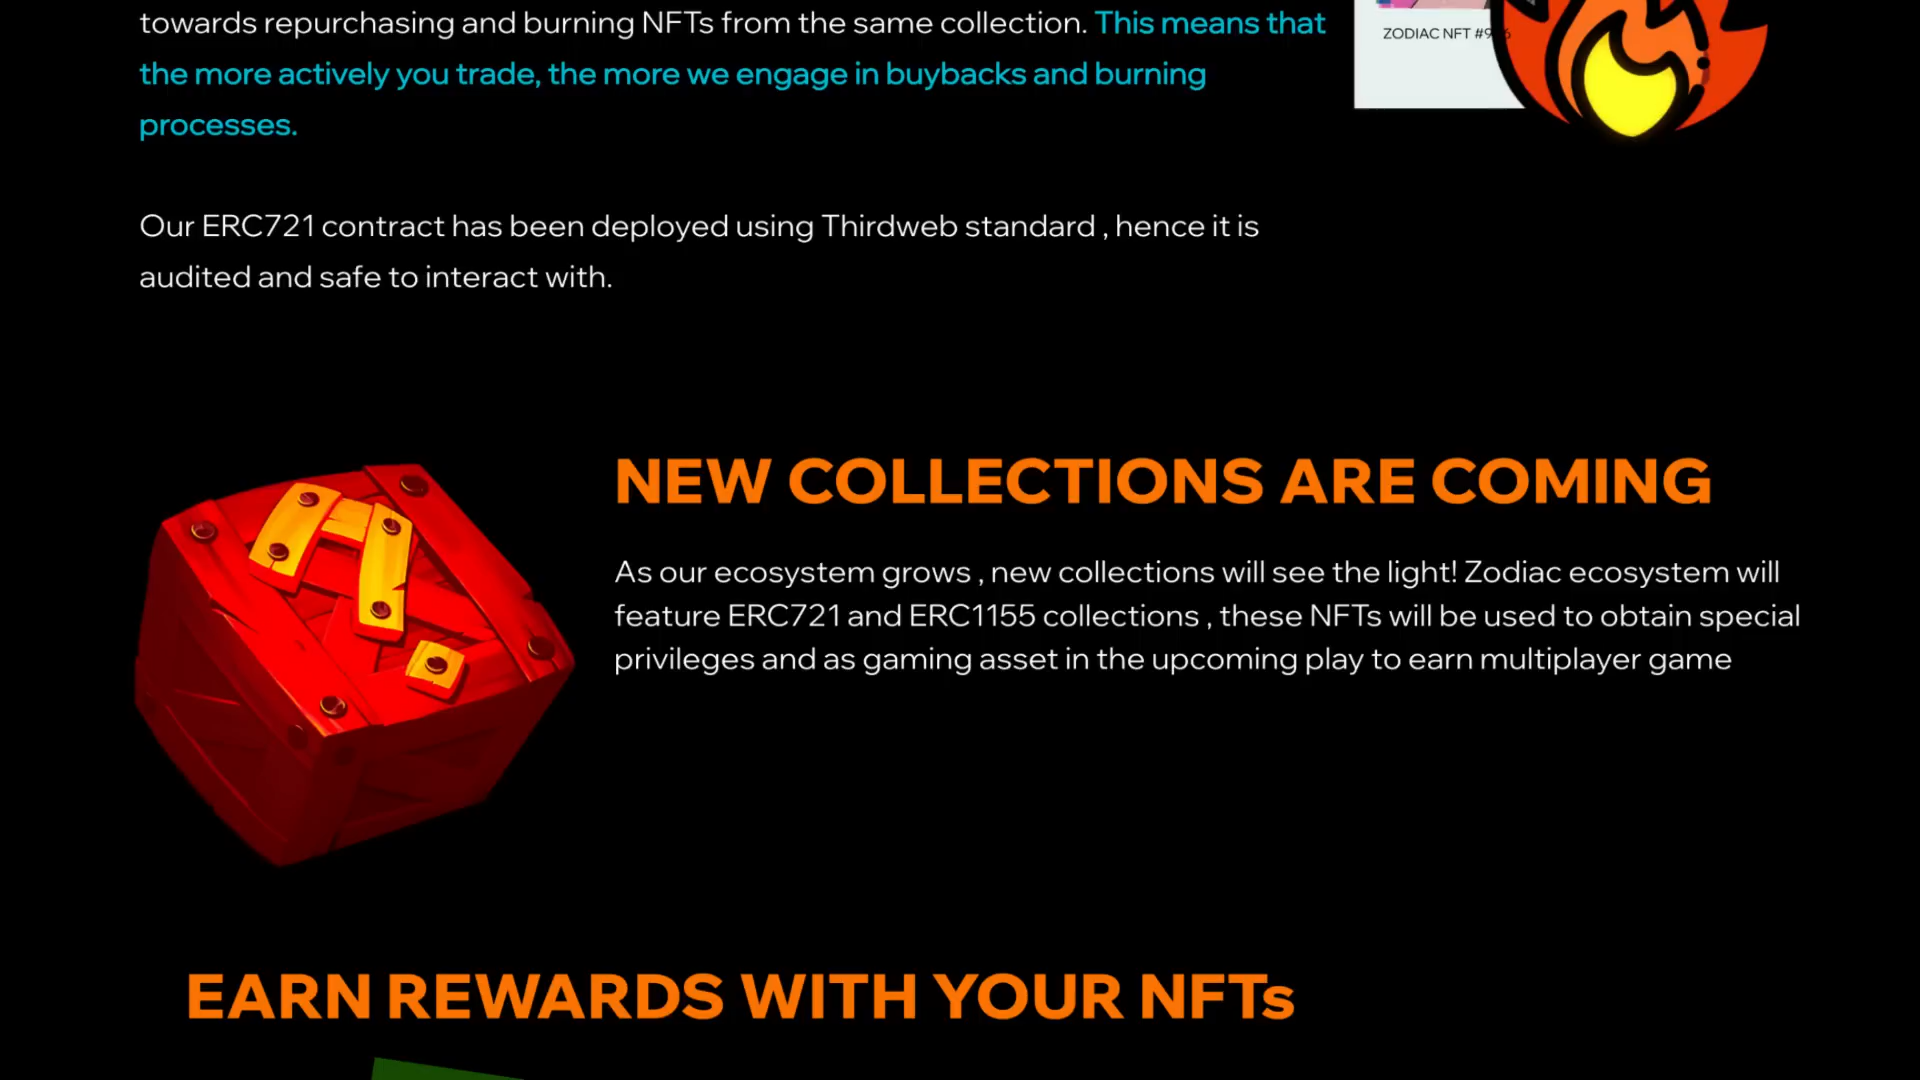 towards repurchasing and burning NFTs from the same collection. This means that
the more actively you trade, the more we engage in buybacks and burning
processes.
ZODIAC NFT
Our ERC721 contract has been deployed using Thirdweb standard , hence it is
audited and safe to interact with.
NEW COLLECTIONS ARE COMING
As our ecosystem grows , new collections will see the light! Zodiac ecosystem will
feature ERC721 and ERC1155 collections , these NFTs will be used to obtain special
privileges and as gaming asset in the upcoming play to earn multiplayer game
EARN REWARDS WITH YOUR NFTs